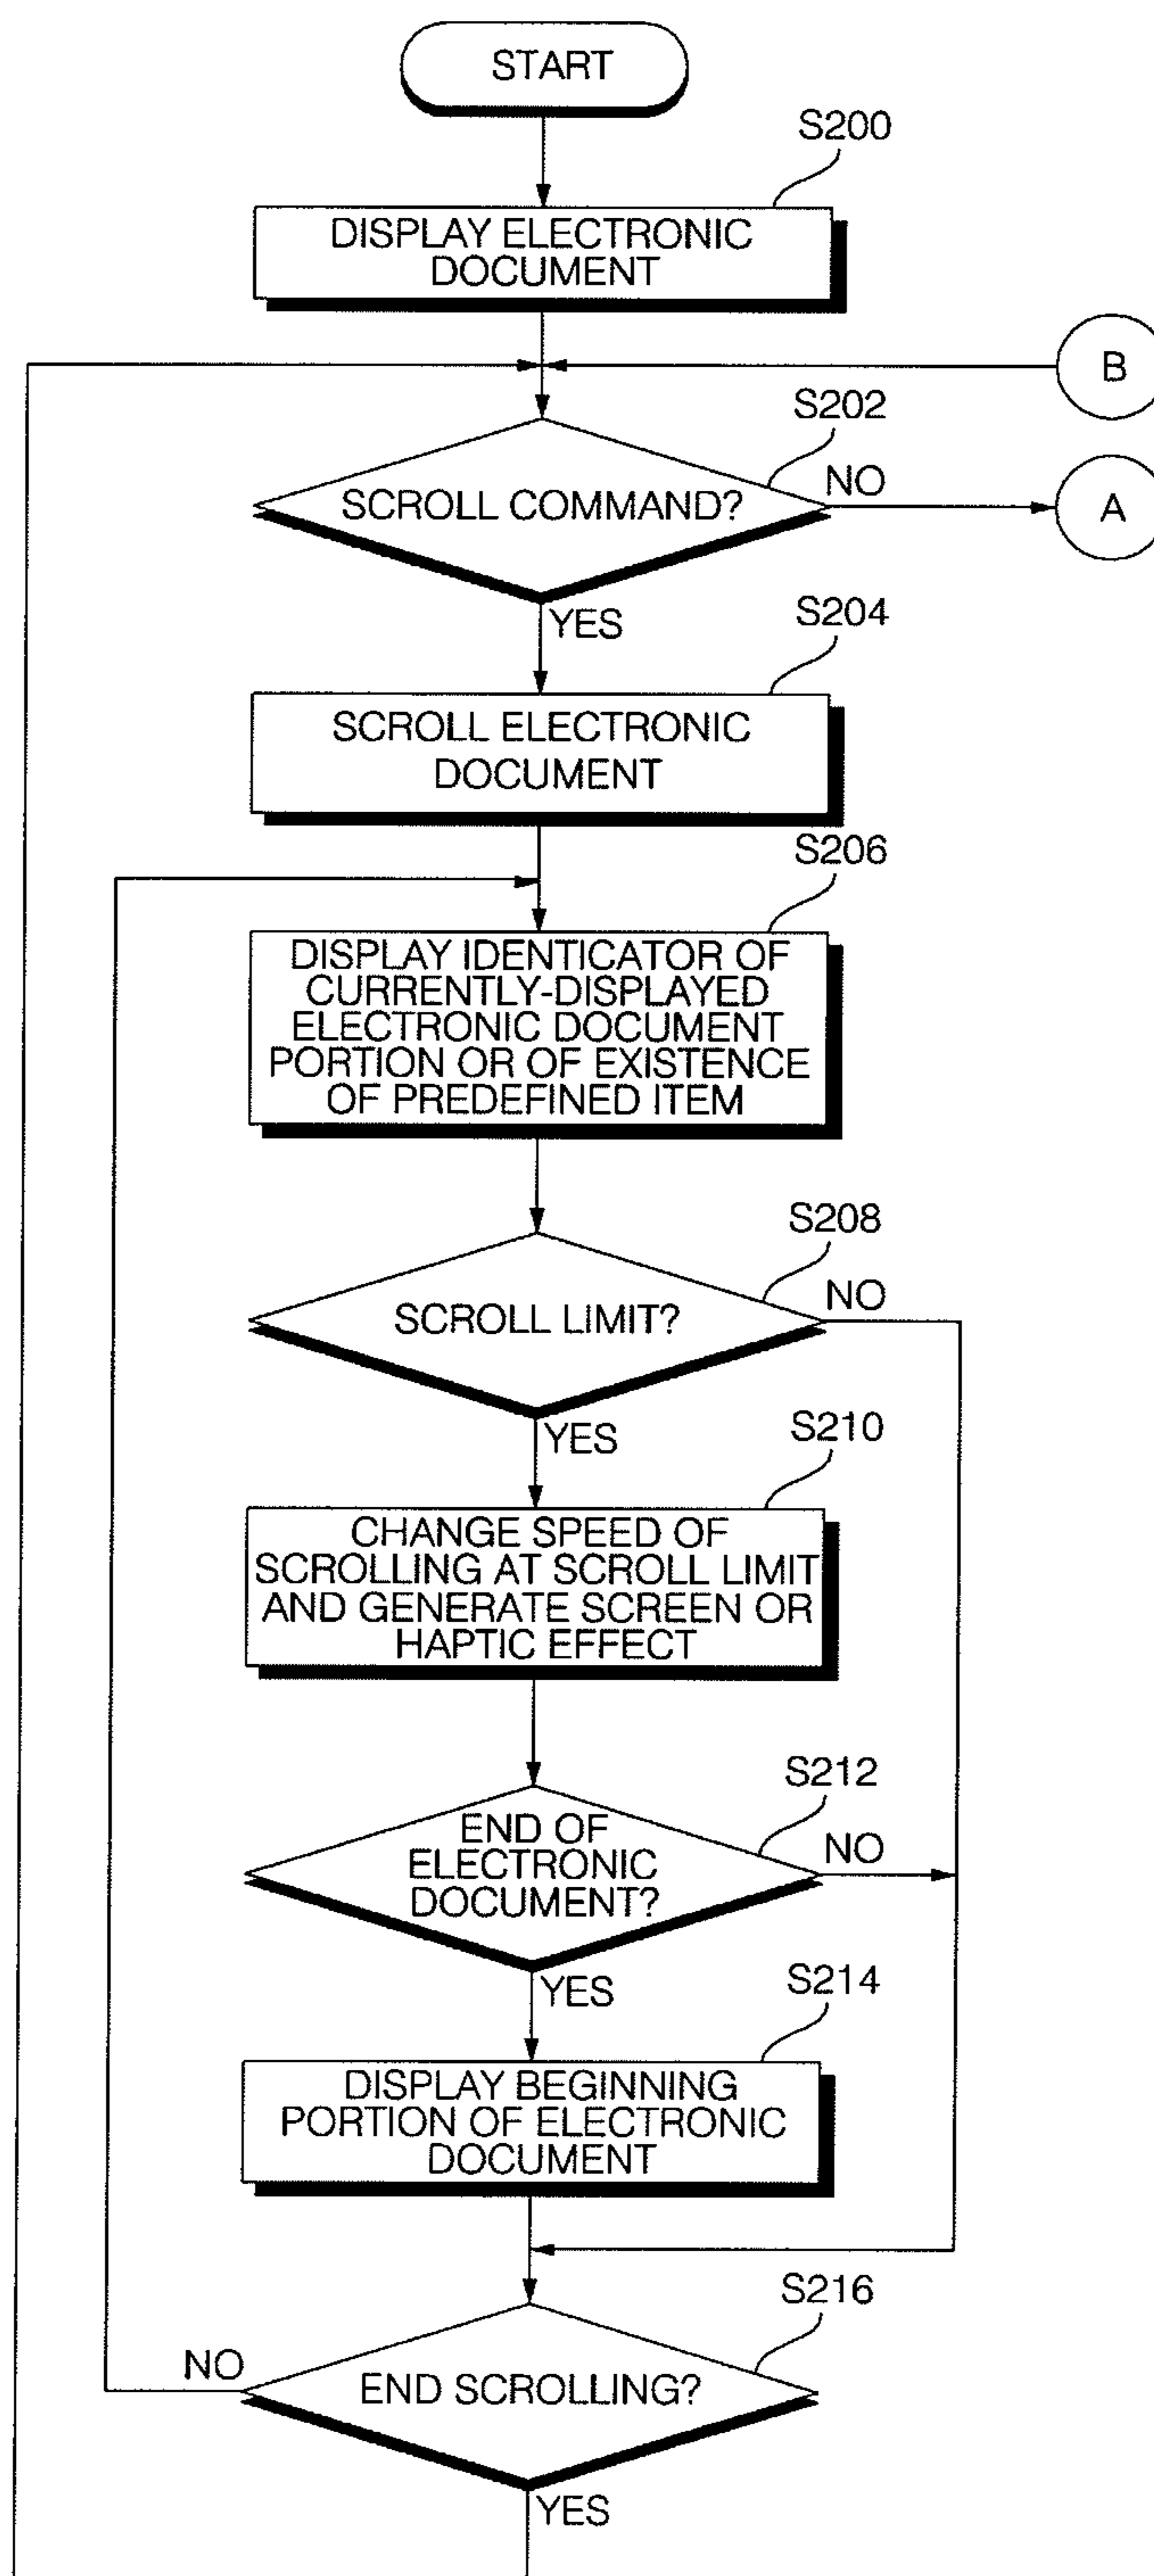 START
S200
DISPLAY ELECTRONIC
DOCUMENT
B
S202
SCROLL COMMAND?
NO
A
YES
S204
SCROLL ELECTRONIC
DOCUMENT
S206
DISPLAY IDENTICATOR OF
CURRENTLY-DISPLAYED
ELECTRONIC DOCUMENT
PORTION OR OF EXISTENCE
OF PREDEFINED ITEM
S208
SCROLL LIMIT?
NO
YES
S210
CHANGE SPEED OF
SCROLLING AT SCROLL LIMIT
AND GENERATE SCREEN OR
HAPTIC EFFECT
S212
END OF
ELECTRONIC
DOCUMENT?
NO
YES
S214
DISPLAY BEGINNING
PORTION OF ELECTRONIC
DOCUMENT
S216
NO
END SCROLLING?
YES